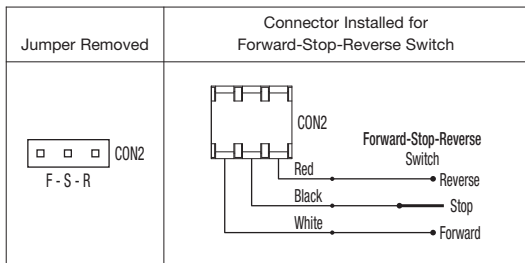 Jumper Removed
Connector Installed for
Forward-Stop-Reverse Switch
CON2
F - S - R
CON2
Forward-Stop-Reverse
Switch
Red
Reverse
Black
Stop
White
Forward